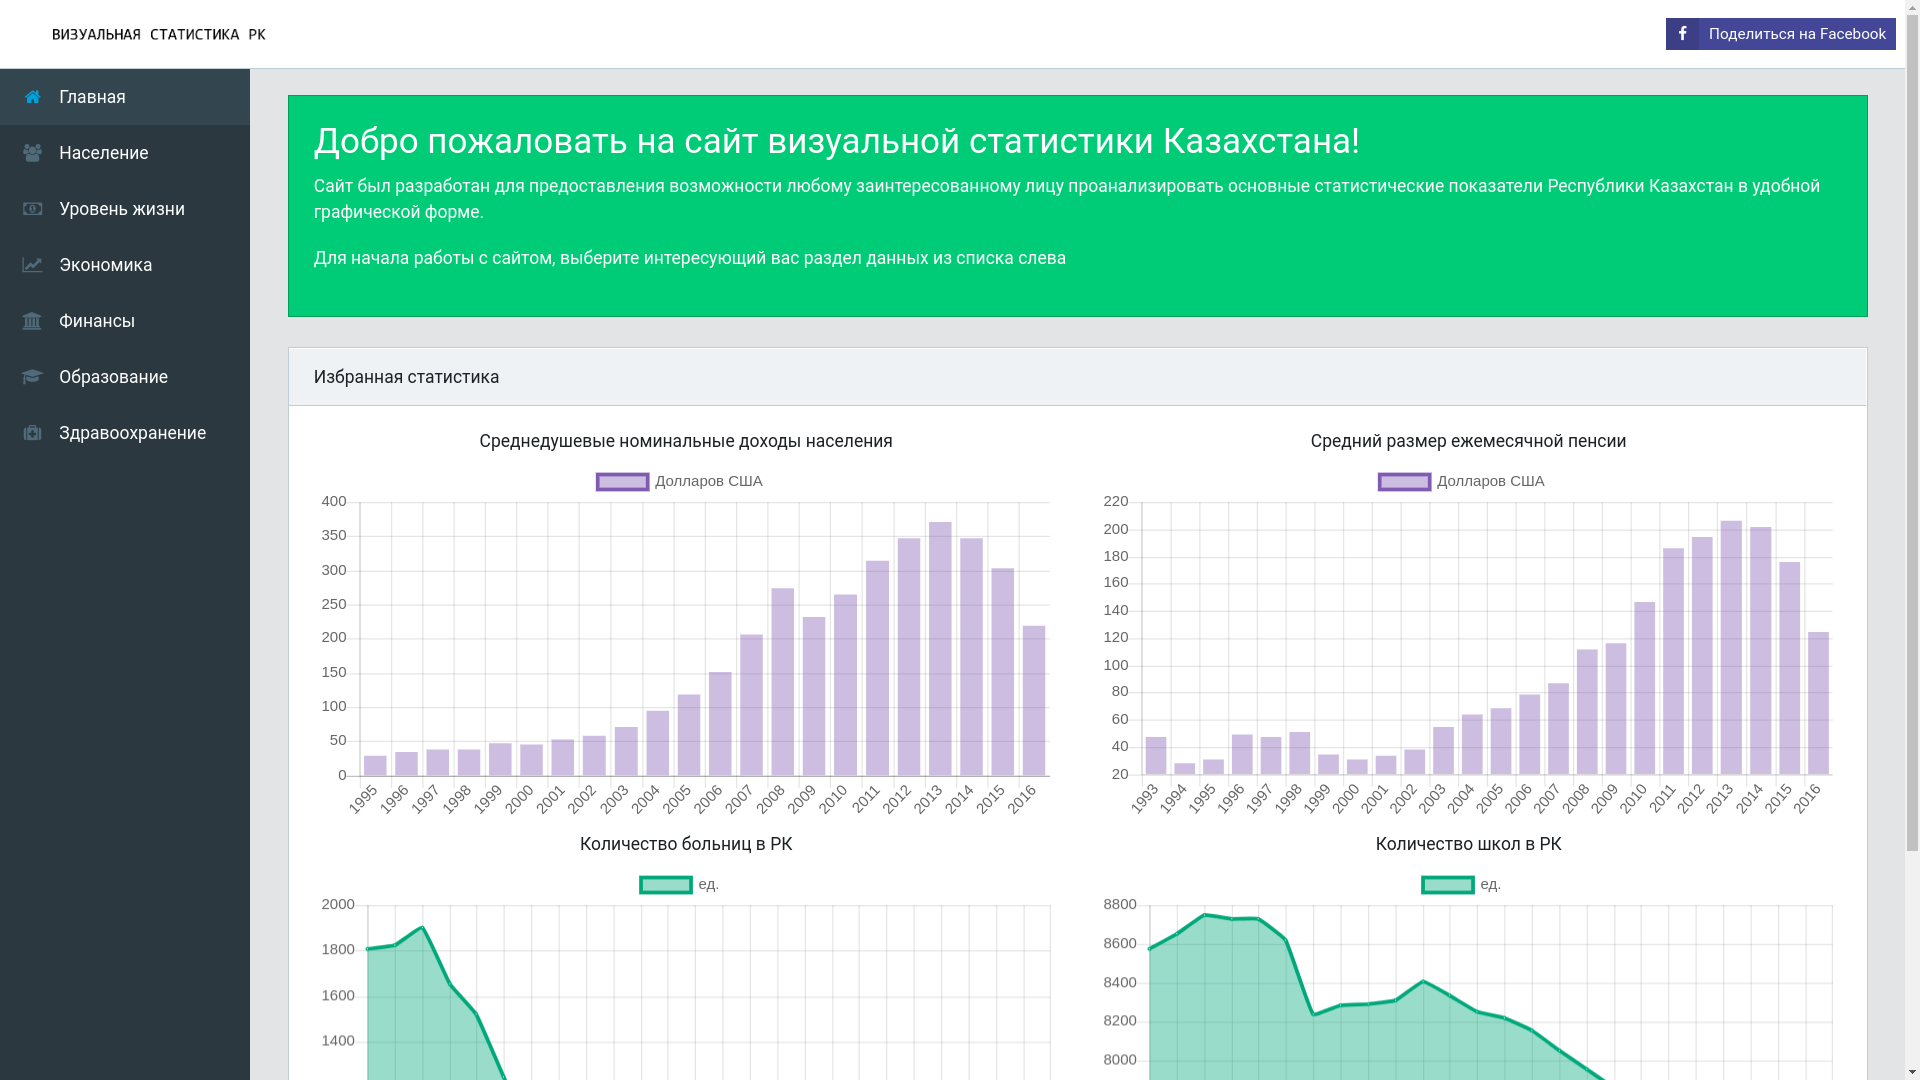 ВИЗУАЛЬНАЯ СТАТИСТИКА РК
Поделиться на Facebook
Главная
Население
Уровень жизни
Экономика
Финансы
Образование
Здравоохранение
Добро пожаловать на сайт визуальной статистики Казахстана!
Сайт был разработан для предоставления возможности любому заинтересованному лицу проанализировать основные статистические показатели Республики Казахстан в удобной
графической форме.
Для начала работы с сайтом, выберите интересующий вас раздел данных из списка слева
Избранная статистика
Среднедушевые номинальные доходы населения
Долларов США
400
350
300
250
200
150
100
50
0
1995 1996 1997 1998 1999 2000 2001 2002 2003 2004 2005 2006 2007 2008 2009 2010 2011 2012 2013 2014 2015 2016
Средний размер ежемесячной пенсии
Долларов США
220
200
180
160
140
120
100
80
60
40
20
1993 1994 1995 1996 1997 1998 1999 2000 2001 2002 2003 2004 2005 2006 2007 2008 2009 2010 2011 2012 2013 2014 2015 2016
Количество больниц в РК
ед.
2000
1800
1600
1400
Количество школ в РК
ед.
8800
8600
8400
8200
8000